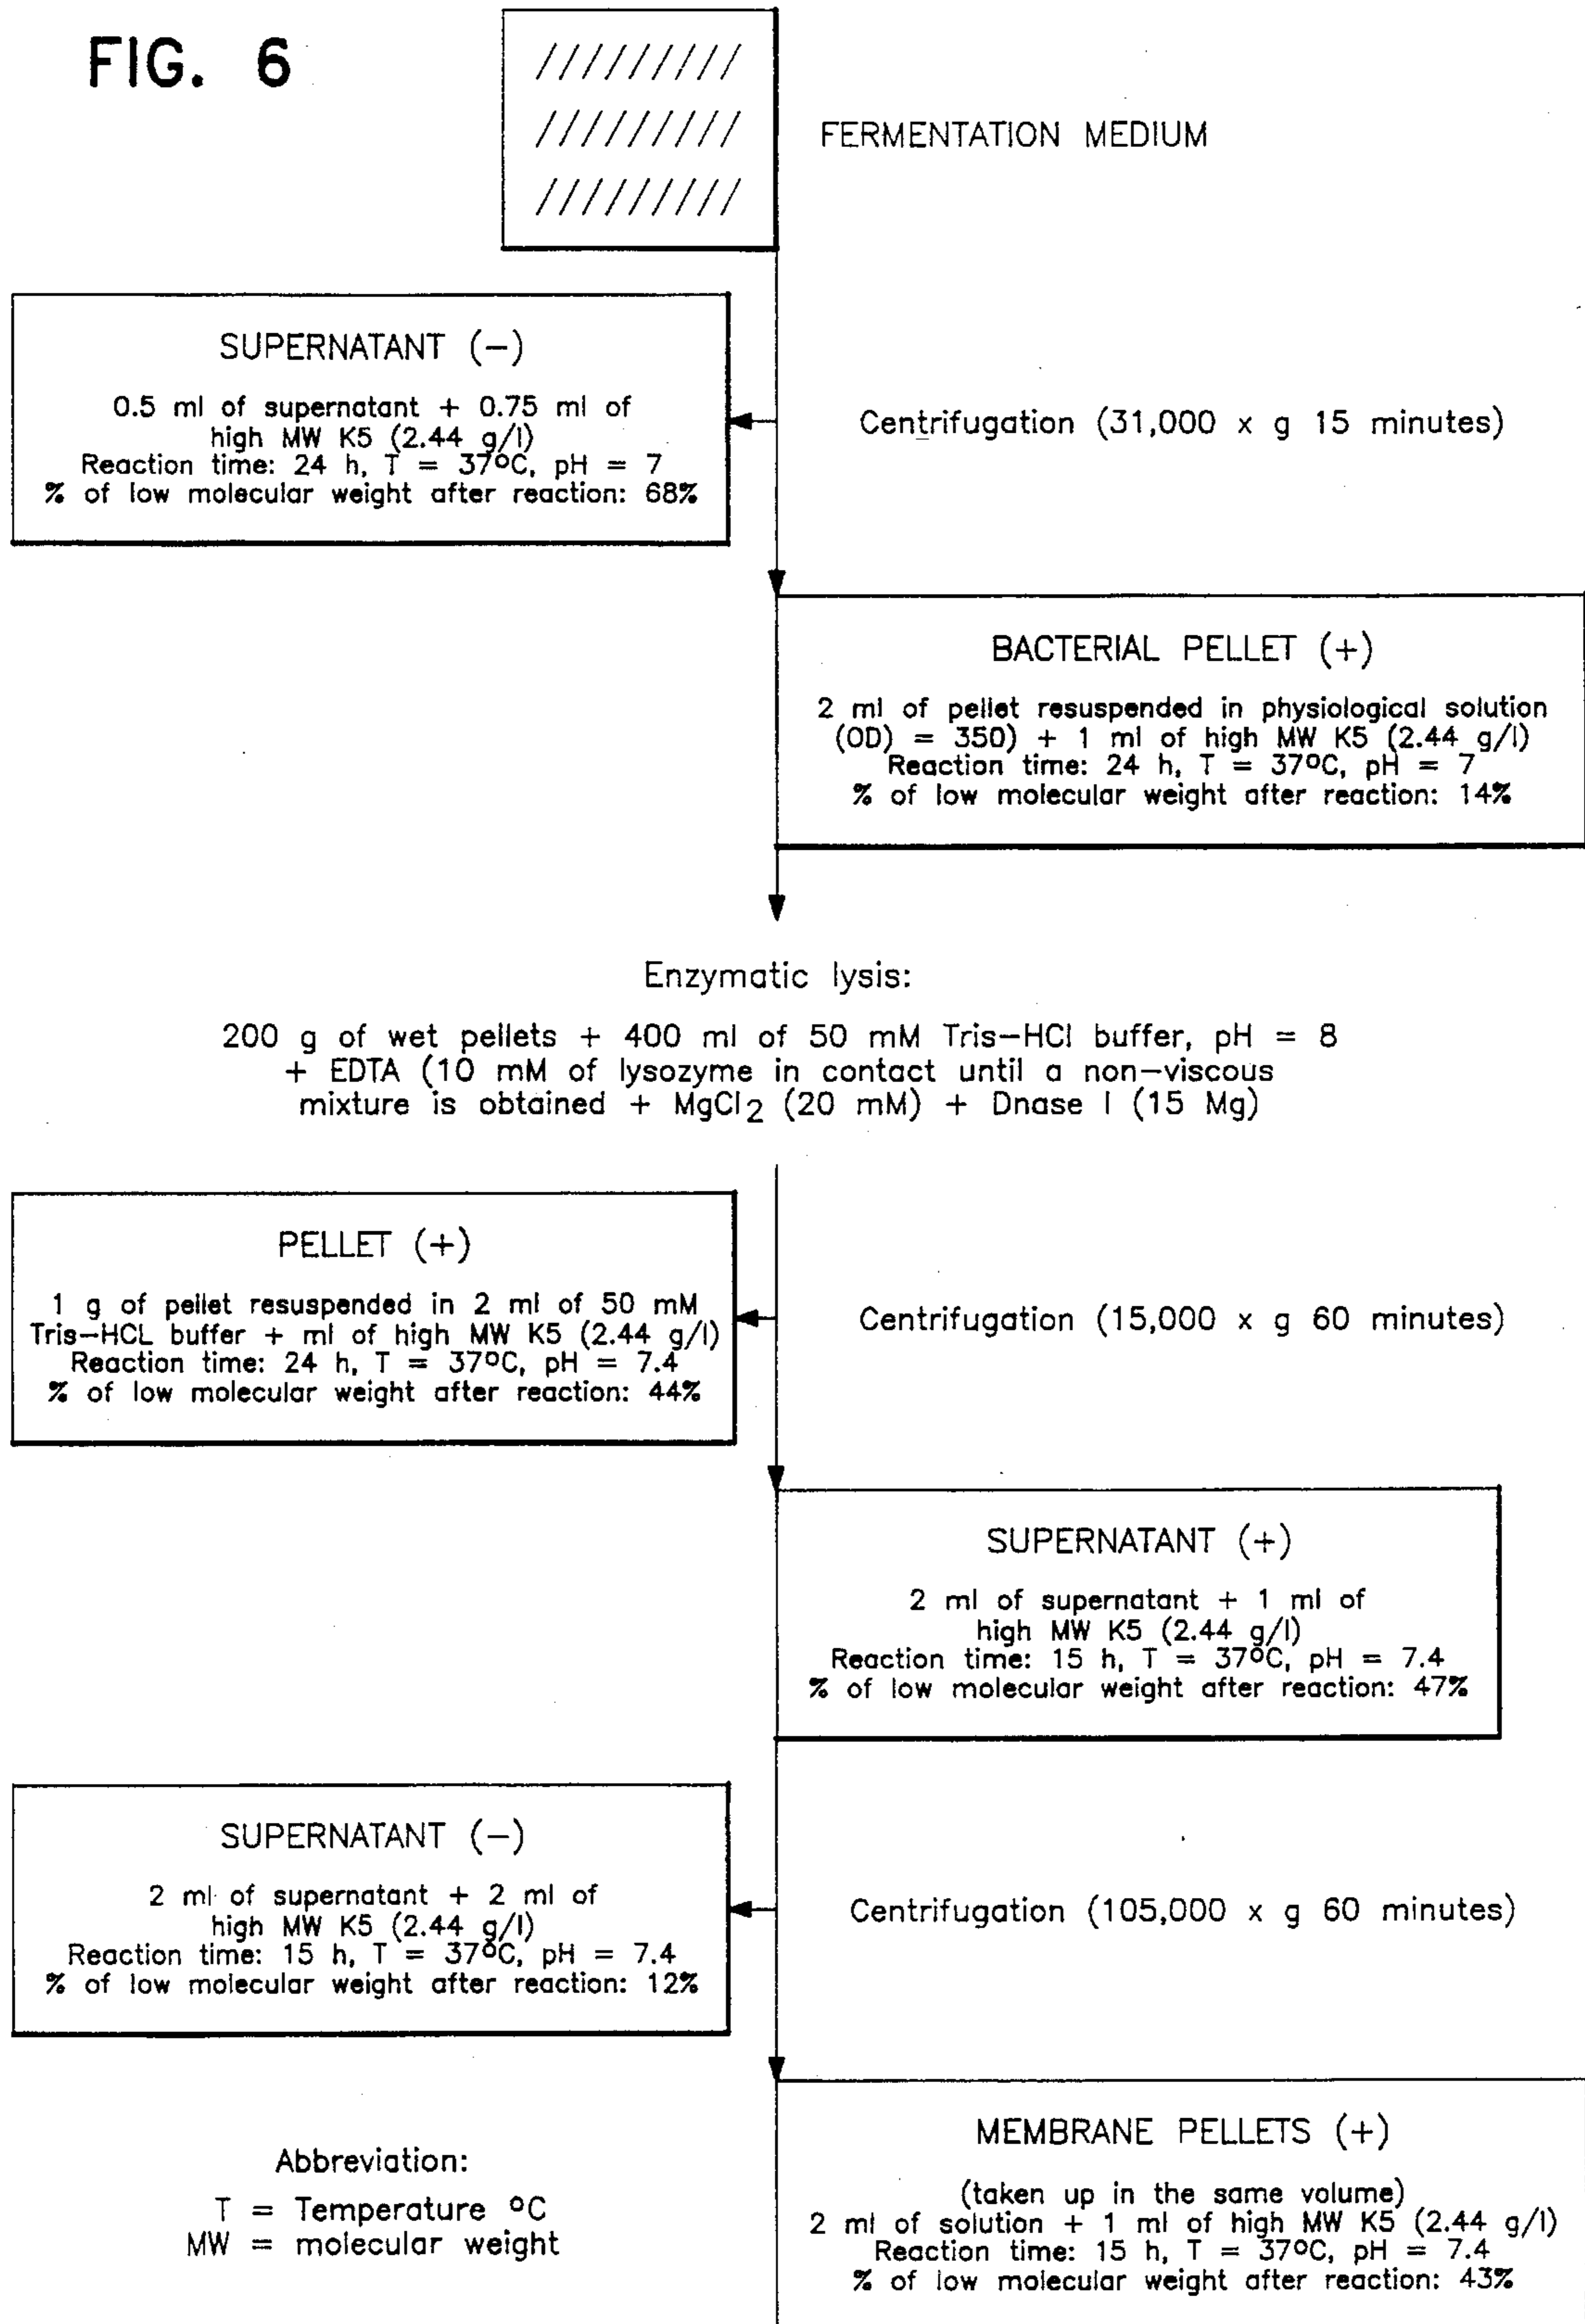 FIG. 6
FERMENTATION MEDIUM
SUPERNATANT (−)
0.5 ml of supernatant + 0.75 ml of
high MW K5 (2.44 g/l)
Reaction time: 24 h, T = 37ºC, pH = 7
% of low molecular weight after reaction: 68%
Centrifugation (31,000 x g 15 minutes)
BACTERIAL PELLET (+)
2 ml of pellet resuspended in physiological solution
(OD) = 350) + 1 ml of high MW K5 (2.44 g/l)
Reaction time: 24 h, T = 37ºC, pH = 7
% of low molecular weight after reaction: 14%
Enzymatic lysis:
200 g of wet pellets + 400 ml of 50 mM Tris−HCl buffer, pH = 8
+ EDTA (10 mM of lysozyme in contact until a non−viscous
mixture is obtained + MgCl2 (20 mM) + Dnase I (15 Mg)
PELLET (+)
1 g of pellet resuspended in 2 ml of 50 mM
Tris−HCL buffer + ml of high MW K5 (2.44 g/l)
Reaction time: 24 h, T = 37ºC, pH = 7.4
% of low molecular weight after reaction: 44%
Centrifugation (15,000 x g 60 minutes)
SUPERNATANT (+)
2 ml of supernatant + 1 ml of
high MW K5 (2.44 g/l)
Reaction time: 15 h, T = 37ºC, pH = 7.4
% of low molecular weight after reaction: 47%
SUPERNATANT (−)
2 ml of supernatant + 2 ml of
high MW K5 (2.44 g/l)
Reaction time: 15 h, T = 37ºC, pH = 7.4
% of low molecular weight after reaction: 12%
Centrifugation (105,000 x g 60 minutes)
MEMBRANE PELLETS (+)
(taken up in the same volume)
2 ml of solution + 1 ml of high MW K5 (2.44 g/l)
Reaction time: 15 h, T = 37ºC, pH = 7.4
% of low molecular weight after reaction: 43%
Abbreviation:
T = Temperature ºC
MW = molecular weight